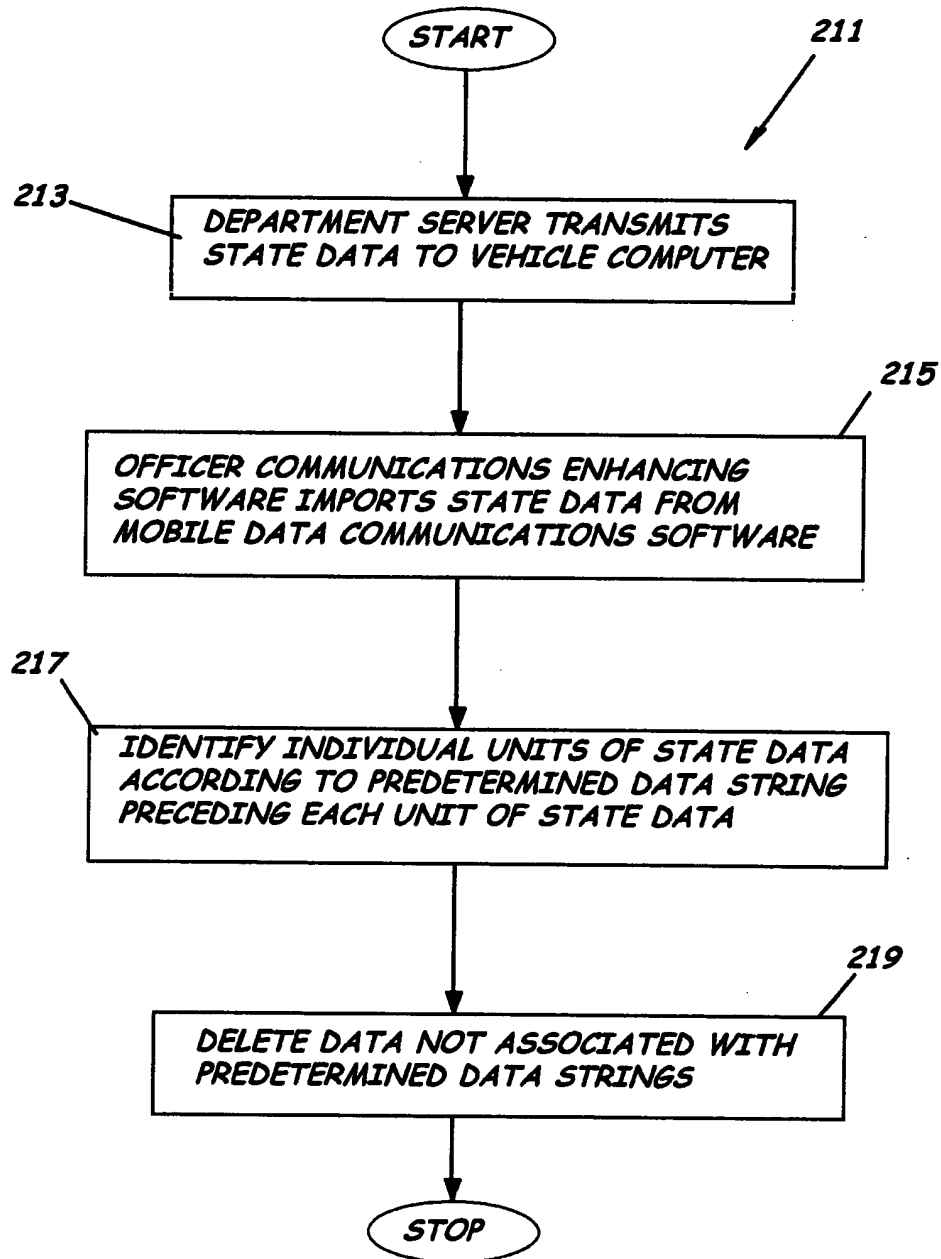 START
211
213
DEPARTMENT SERVER TRANSMITS
STATE DATA TO VEHICLE COMPUTER
215
OFFICER COMMUNICATIONS ENHANCING
SOFTWARE IMPORTS STATE DATA FROM
MOBILE DATA COMMUNICATIONS SOFTWARE
217
IDENTIFY INDIVIDUAL UNITS OF STATE DATA
ACCORDING TO PREDETERMINED DATA STRING
PRECEDING EACH UNIT OF STATE DATA
219
DELETE DATA NOT ASSOCIATED WITH
PREDETERMINED DATA STRINGS
STOP